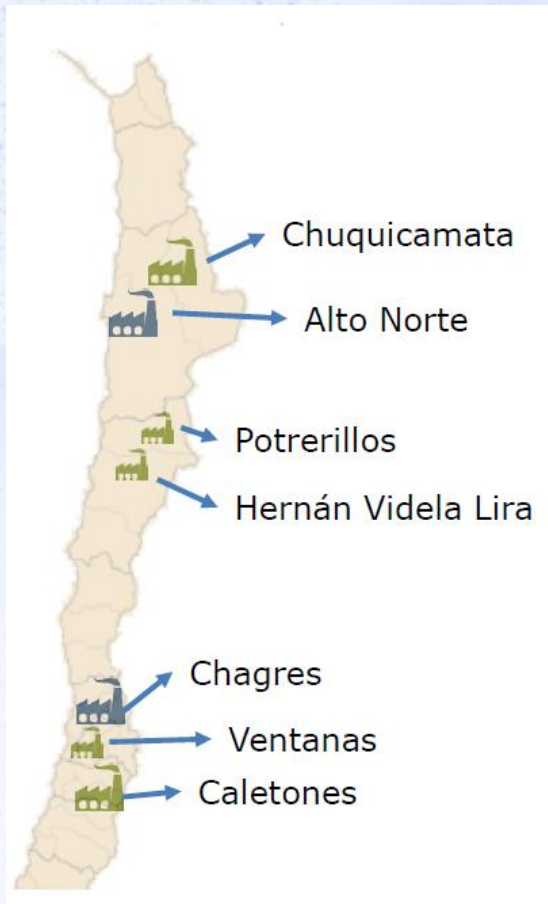 Chuquicamata
Alto Norte
Potrerillos
Hernán Videla Lira
Chagres
Ventanas
Caletones